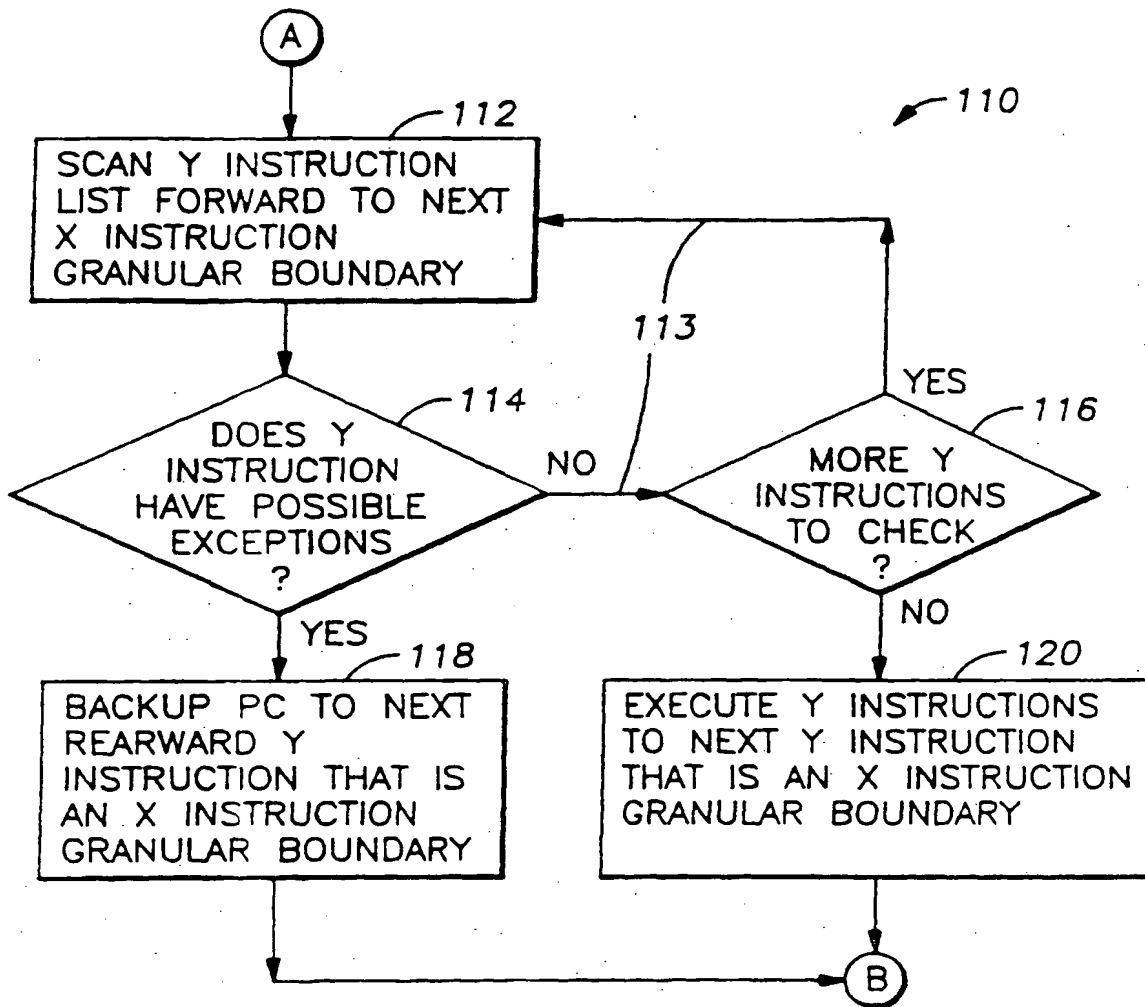 A
110
112
SCAN Y INSTRUCTION
LIST FORWARD TO NEXT
X INSTRUCTION
GRANULAR BOUNDARY
113
114
DOES Y
INSTRUCTION
HAVE POSSIBLE
EXCEPTIONS
?
NO
YES
116
MORE Y
INSTRUCTIONS
TO CHECK
?
YES
NO
118
BACKUP PC TO NEXT
REARWARD Y
INSTRUCTION THAT IS
AN X INSTRUCTION
GRANULAR BOUNDARY
120
EXECUTE Y INSTRUCTIONS
TO NEXT Y INSTRUCTION
THAT IS AN X INSTRUCTION
GRANULAR BOUNDARY
B